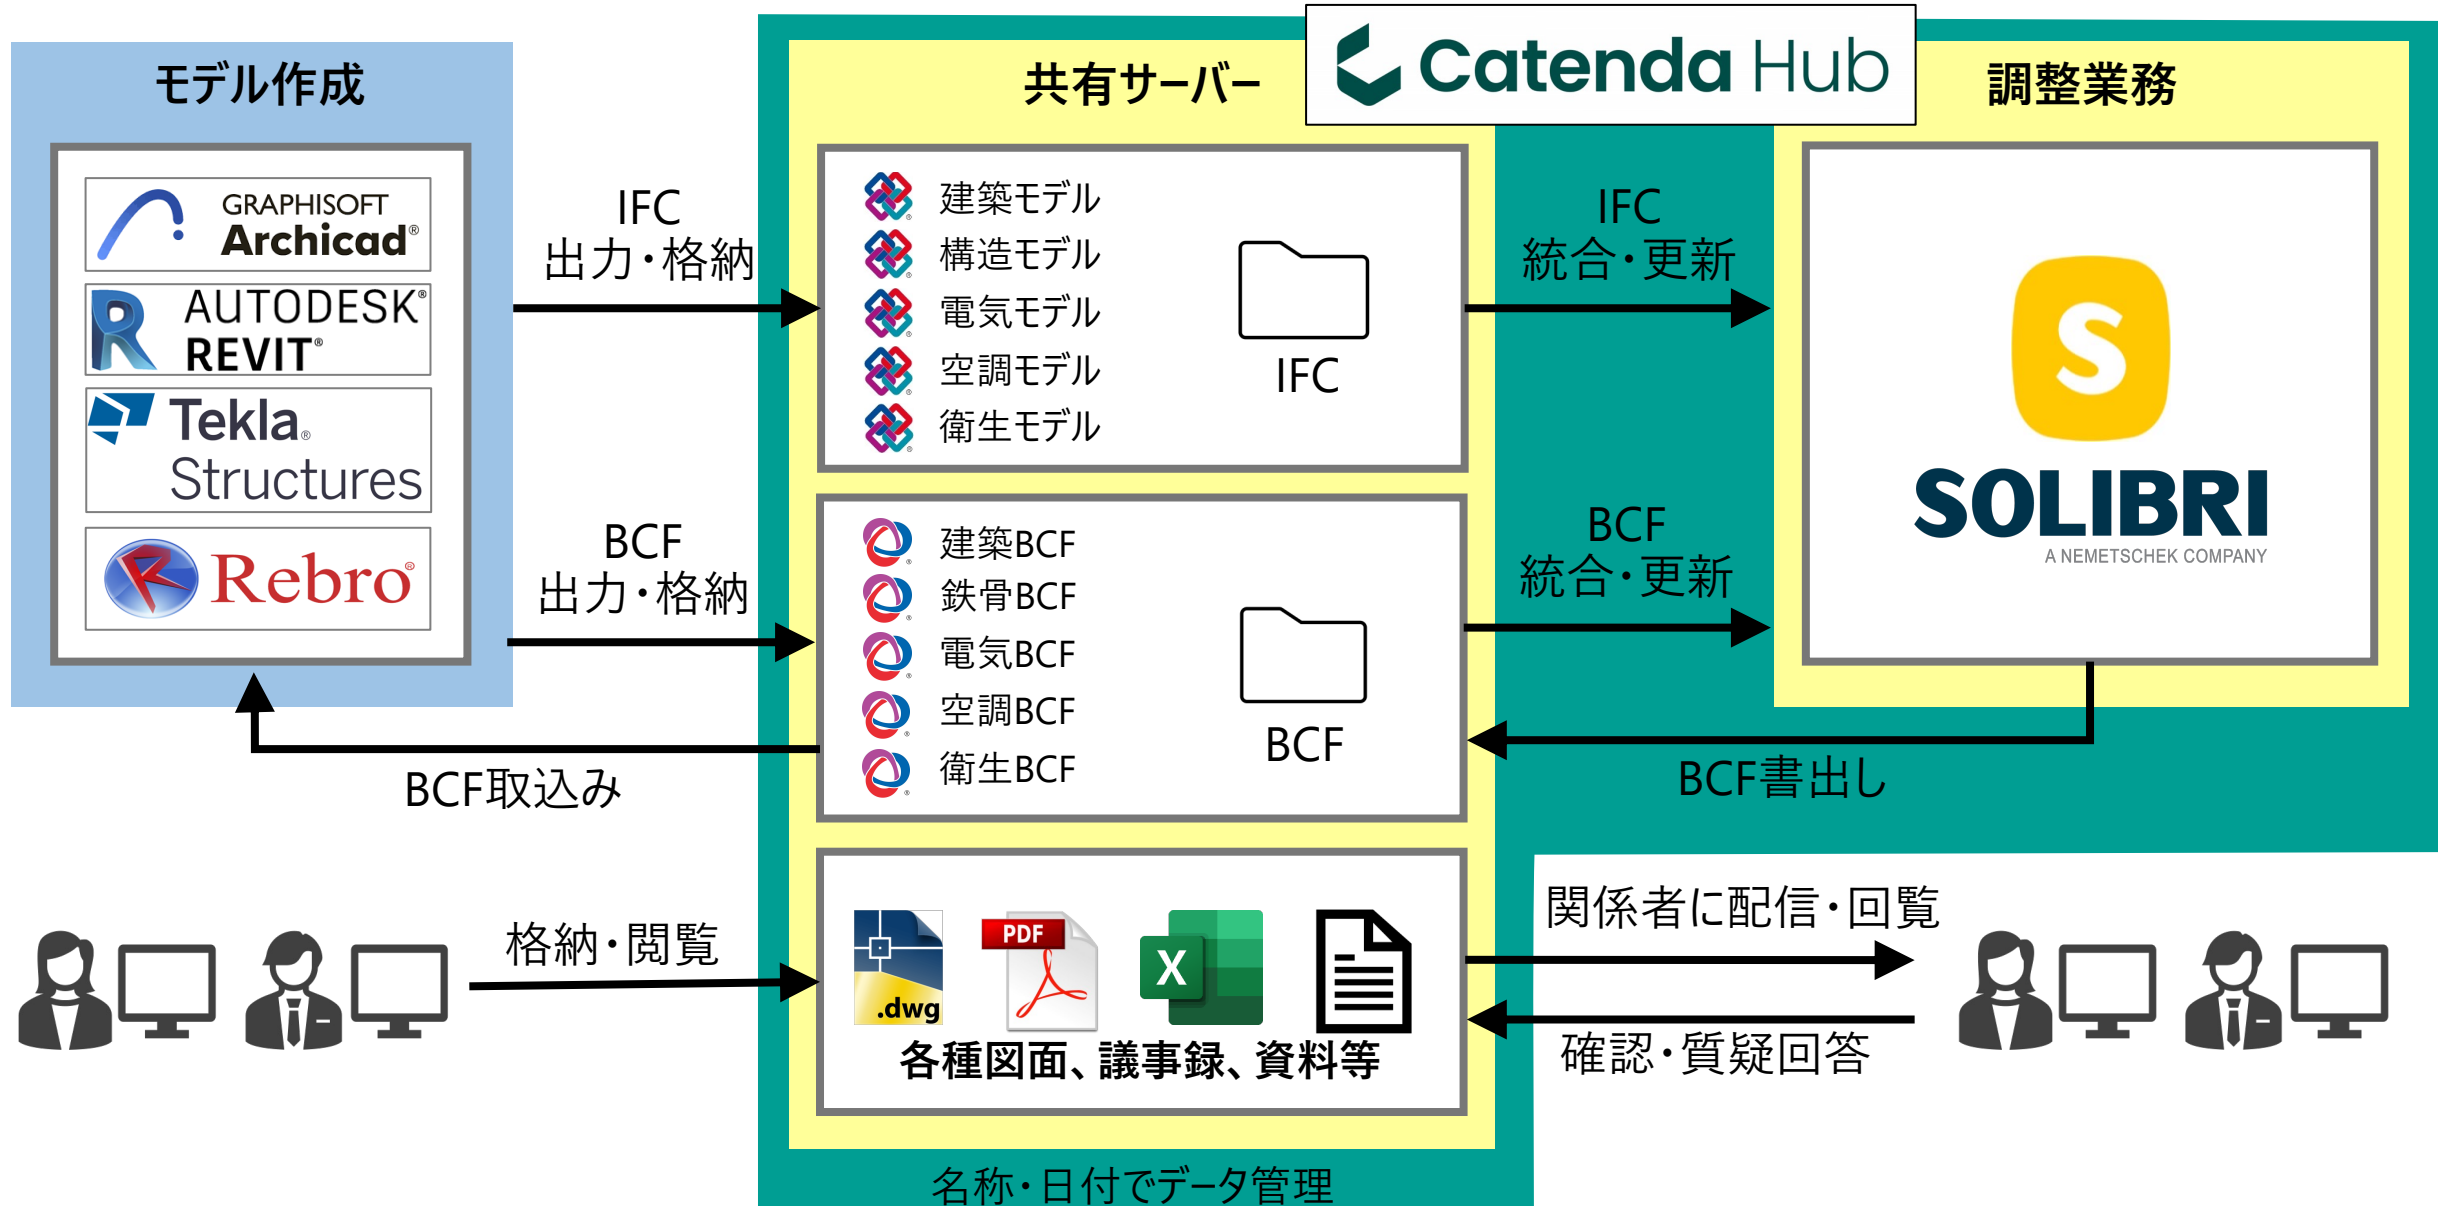 モデル作成
GRAPHISOFT
Archicad®
AUTODESK®
REVIT®
Tekla®
Structures
Rebro®
IFC
出力・格納
BCF
出力・格納
BCF取込み
格納・閲覧
共有サーバー
Catenda Hub
建築モデル
構造モデル
電気モデル
空調モデル
衛生モデル
IFC
建築BCF
鉄骨BCF
電気BCF
空調BCF
衛生BCF
BCF
.dwg
PDF
X
各種図面、議事録、資料等
名称・日付でデータ管理
IFC
統合・更新
BCF
統合・更新
BCF書出し
調整業務
S
SOLIBRI
A NEMETSCHEK COMPANY
関係者に配信・回覧
確認・質疑回答